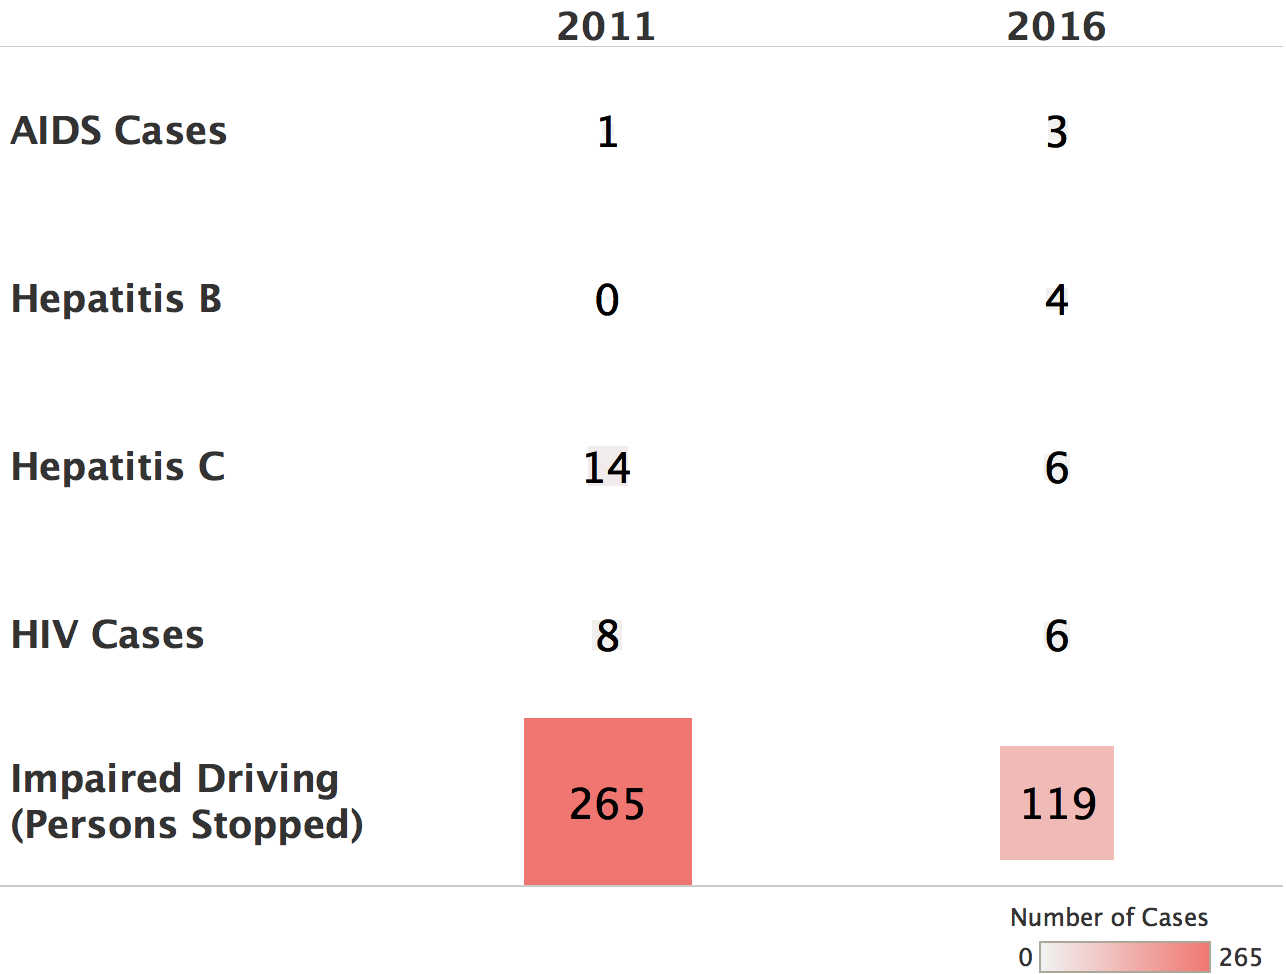 2011 2016
AIDS Cases 1 3
Hepatitis B 0 4
Hepatitis C 14 6
HIV Cases 8 6
Impaired Driving
(Persons Stopped) 265 119
Number of Cases
0 265